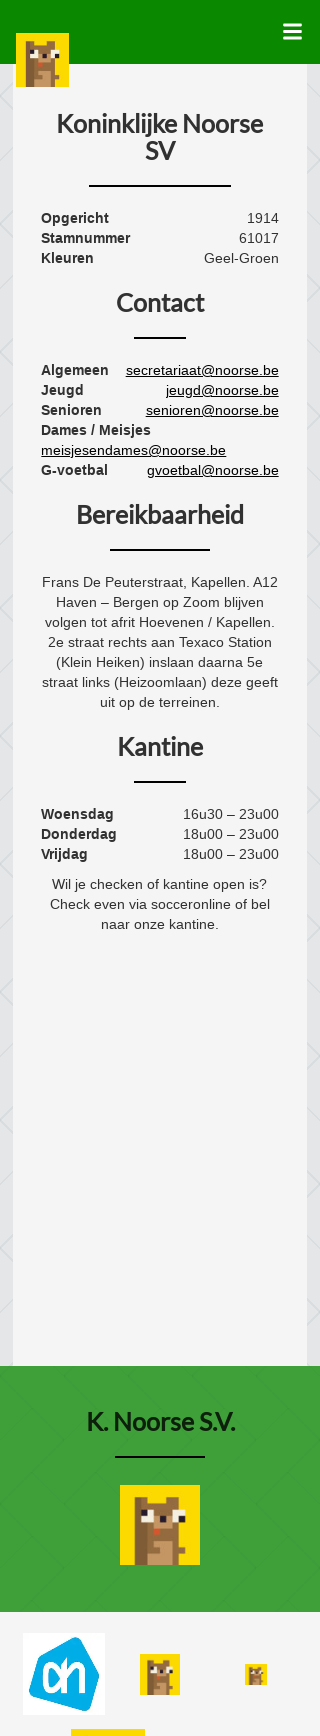 Koninklijke Noorse
SV
Opgericht 1914
Stamnummer 61017
Kleuren Geel-Groen
Contact
Algemeen secretariaat@noorse.be
Jeugd jeugd@noorse.be
Senioren senioren@noorse.be
Dames / Meisjes
meisjesendames@noorse.be
G-voetbal gvoetbal@noorse.be
Bereikbaarheid
Frans De Peuterstraat, Kapellen. A12
Haven – Bergen op Zoom blijven
volgen tot afrit Hoevenen / Kapellen.
2e straat rechts aan Texaco Station
(Klein Heiken) inslaan daarna 5e
straat links (Heizoomlaan) deze geeft
uit op de terreinen.
Kantine
Woensdag 16u30 – 23u00
Donderdag 18u00 – 23u00
Vrijdag 18u00 – 23u00
Wil je checken of kantine open is?
Check even via socceronline of bel
naar onze kantine.
K. Noorse S.V.
ah